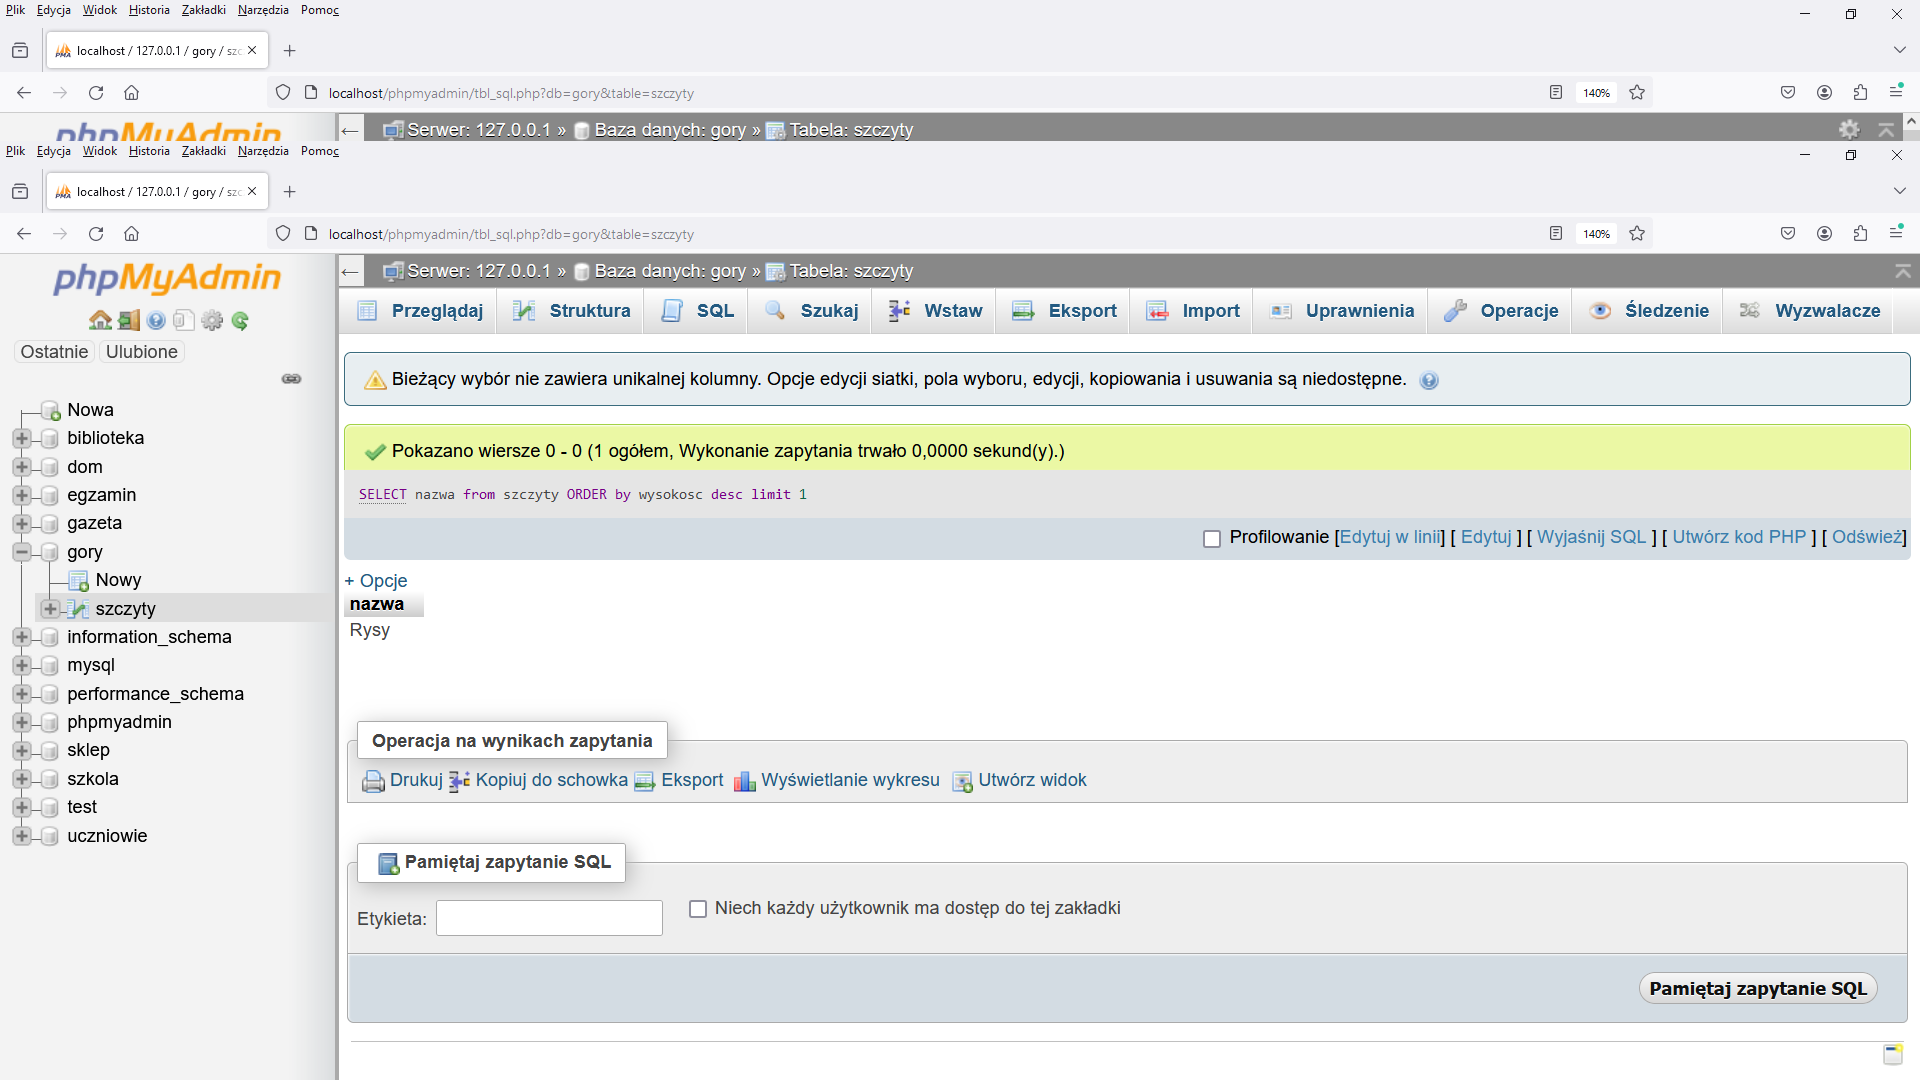 Plik Edycja Widok Historia Zakładki Narzędzia Pomoc
localhost / 127.0.0.1 / gory / szc
localhost/phpmyadmin/tbl_sql.php?db=gory&table=szczyty 140%
phpMyAdmin
Serwer: 127.0.0.1 » Baza danych: gory » Tabela: szczyty
Plik Edycja Widok Historia Zakładki Narzędzia Pomoc
localhost / 127.0.0.1 / gory / szc
localhost/phpmyadmin/tbl_sql.php?db=gory&table=szczyty 140%
phpMyAdmin
Ostatnie Ulubione
Nowa
biblioteka
dom
egzamin
gazeta
gory
Nowy
szczyty
information_schema
mysql
performance_schema
phpmyadmin
sklep
szkola
test
uczniowie
Serwer: 127.0.0.1 » Baza danych: gory » Tabela: szczyty
Przeglądaj Struktura SQL Szukaj Wstaw Eksport Import Uprawnienia Operacje Śledzenie Wyzwalacze
Bieżący wybór nie zawiera unikalnej kolumny. Opcje edycji siatki, pola wyboru, edycji, kopiowania i usuwania są niedostępne.
Pokazano wiersze 0 - 0 (1 ogółem, Wykonanie zapytania trwało 0,0000 sekund(y).)
SELECT nazwa from szczyty ORDER by wysokosc desc limit 1
Profilowanie [Edytuj w linii] [ Edytuj ] [ Wyjaśnij SQL ] [ Utwórz kod PHP ] [ Odśwież]
+ Opcje
nazwa
Rysy
Operacja na wynikach zapytania
Drukuj Kopiuj do schowka Eksport Wyświetlanie wykresu Utwórz widok
Pamiętaj zapytanie SQL
Etykieta: Niech każdy użytkownik ma dostęp do tej zakładki
Pamiętaj zapytanie SQL